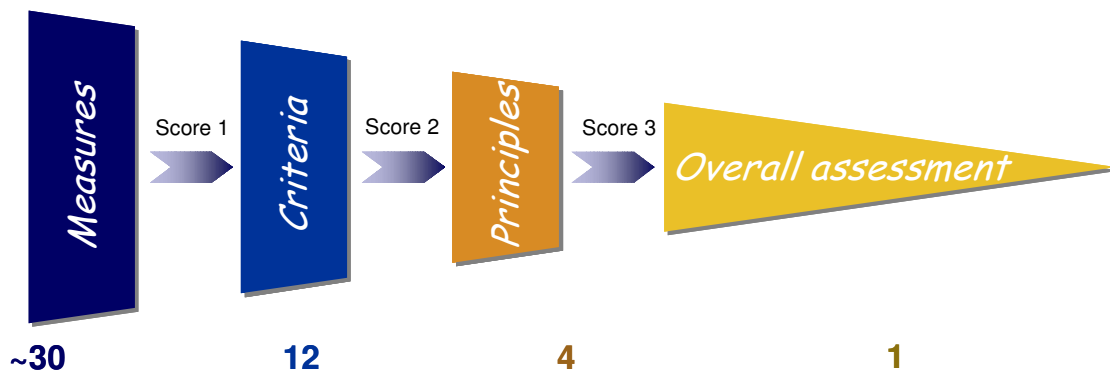 Measures
Score 1
Criteria
Score 2
Principles
Score 3
Overall assessment
~30
12
4
1